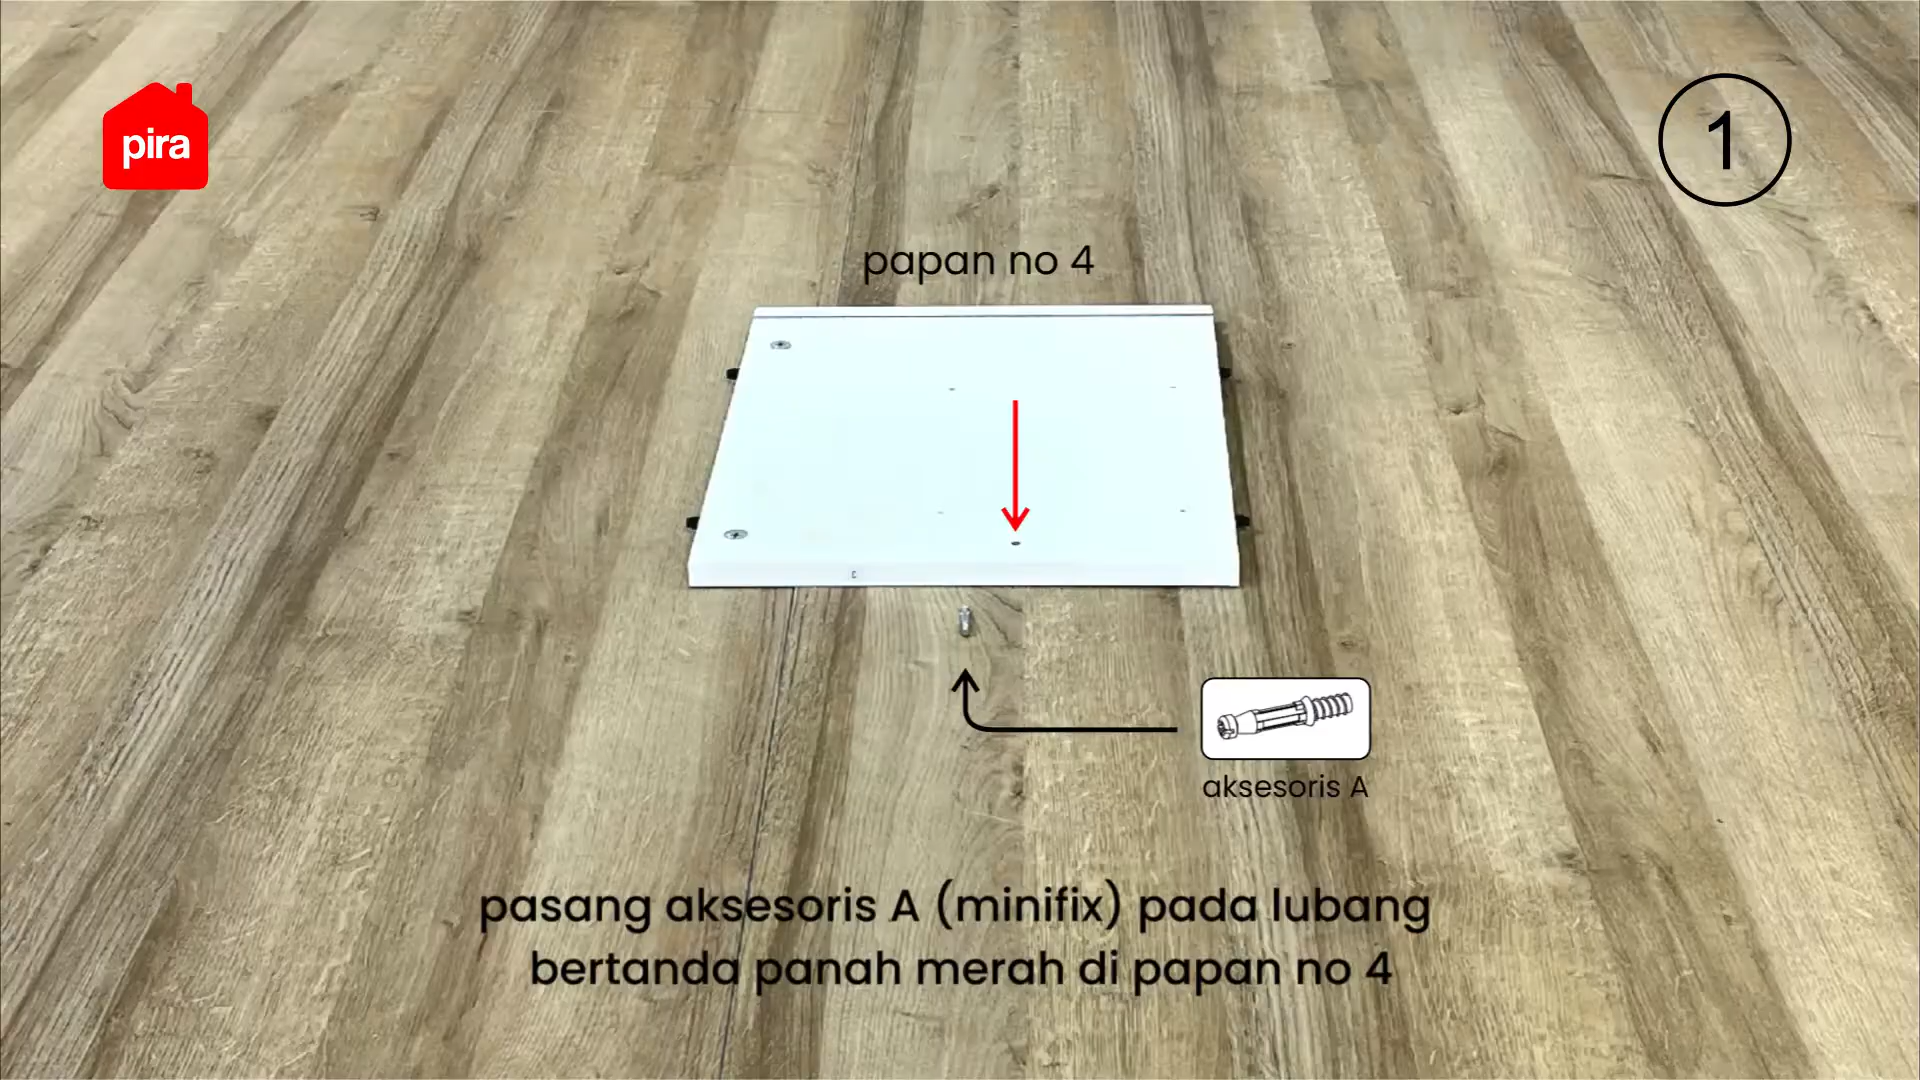 pira
1
papan no 4
aksesoris A
pasang aksesoris A (minifix) pada lubang
bertanda panah merah di papan no 4